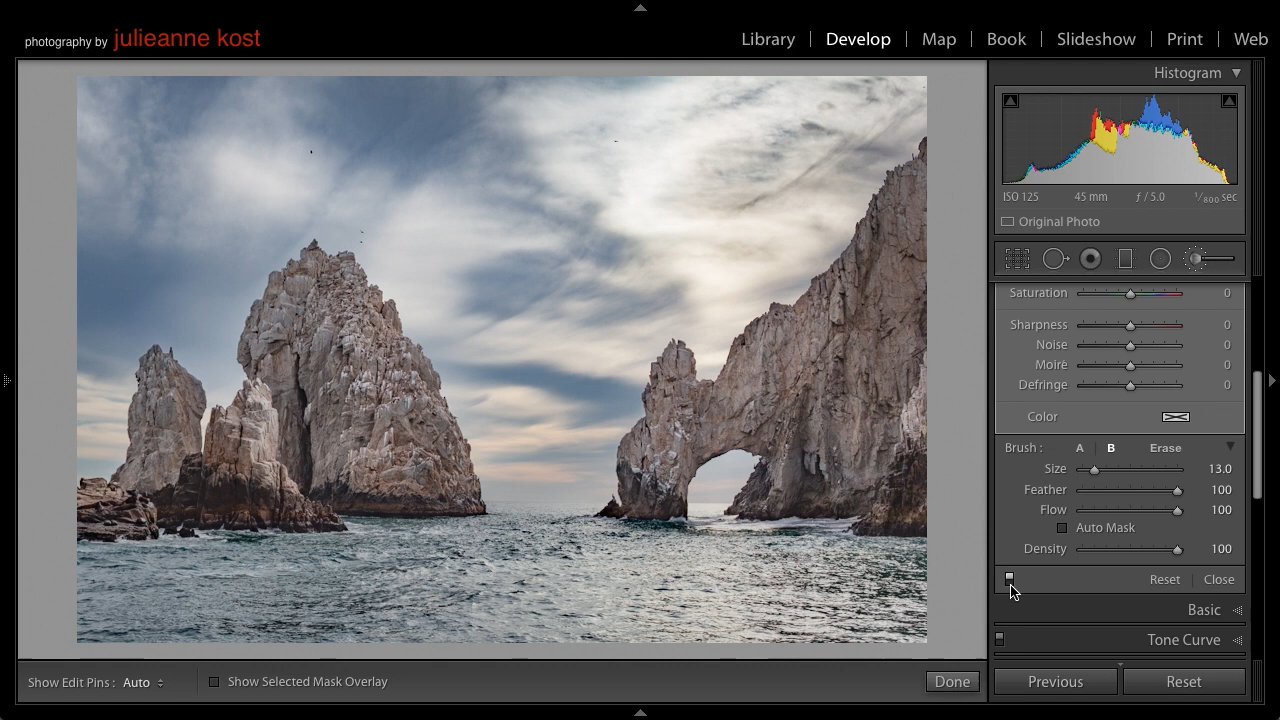 photography by julieanne kost
Library | Develop | Map | Book | Slideshow | Print | Web
Histogram
ISO 125 45 mm ƒ / 5.0 1/800 sec
Original Photo
Saturation 0
Sharpness 0
Noise 0
Moiré 0
Defringe 0
Color
Brush : A | B Erase
Size 13.0
Feather 100
Flow 100
Auto Mask
Density 100
Reset | Close
Basic
Tone Curve
Show Edit Pins : Auto Show Selected Mask Overlay Done
Previous Reset